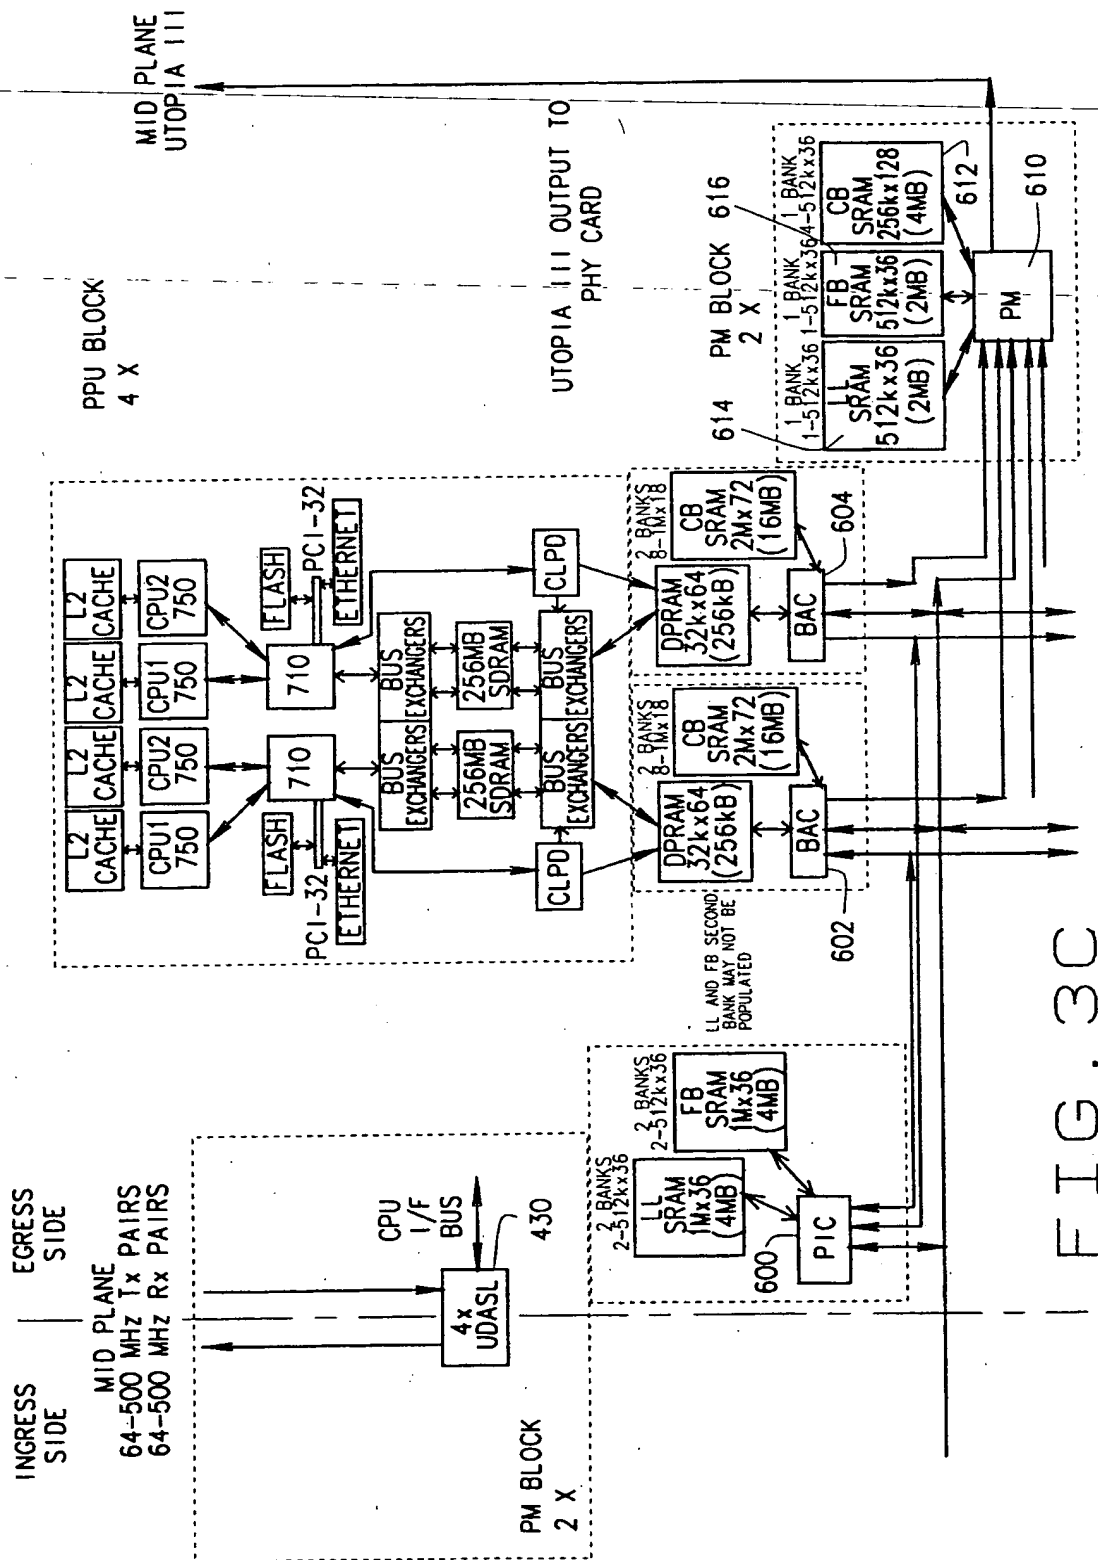 INGRESS
SIDE
EGRESS
SIDE
MID PLANE
64-500 MHz Tx PAIRS
64-500 MHz Rx PAIRS
PM BLOCK
2 X
4x
UDASL
CPU
I/F
BUS
430
PPU BLOCK
4 X
L2
CACHE
L2
CACHE
L2
CACHE
L2
CACHE
CPU1
750
CPU2
750
CPU1
750
CPU2
750
710
710
FLASH
PCI-32
ETHERNET
FLASH
PCI-32
ETHERNET
BUS
EXCHANGERS
BUS
EXCHANGERS
256MB
SDRAM
256MB
SDRAM
BUS
EXCHANGERS
BUS
EXCHANGERS
CLPD
CLPD
MID PLANE
UTOPIA III
UTOPIA III OUTPUT TO
PHY CARD
2 BANKS
2-512kx36
LL
SRAM
1Mx36
(4MB)
2 BANKS
2-512kx36
FB
SRAM
1Mx36
(4MB)
600
PIC
LL AND FB SECOND
BANK MAY NOT BE
POPULATED
DPRAM
32kx64
(256kB)
2 BANKS
8-1Mx18
CB
SRAM
2Mx72
(16MB)
BAC
602
DPRAM
32kx64
(256kB)
2 BANKS
8-1Mx18
CB
SRAM
2Mx72
(16MB)
BAC
604
614
PM BLOCK
2 X
616
1 BANK
1-512kx36
LL
SRAM
512kx36
(2MB)
1 BANK
1-512kx36
FB
SRAM
512kx36
(2MB)
1 BANK
4-512kx36
CB
SRAM
256kx128
(4MB)
612
PM
610
FIG. 3C